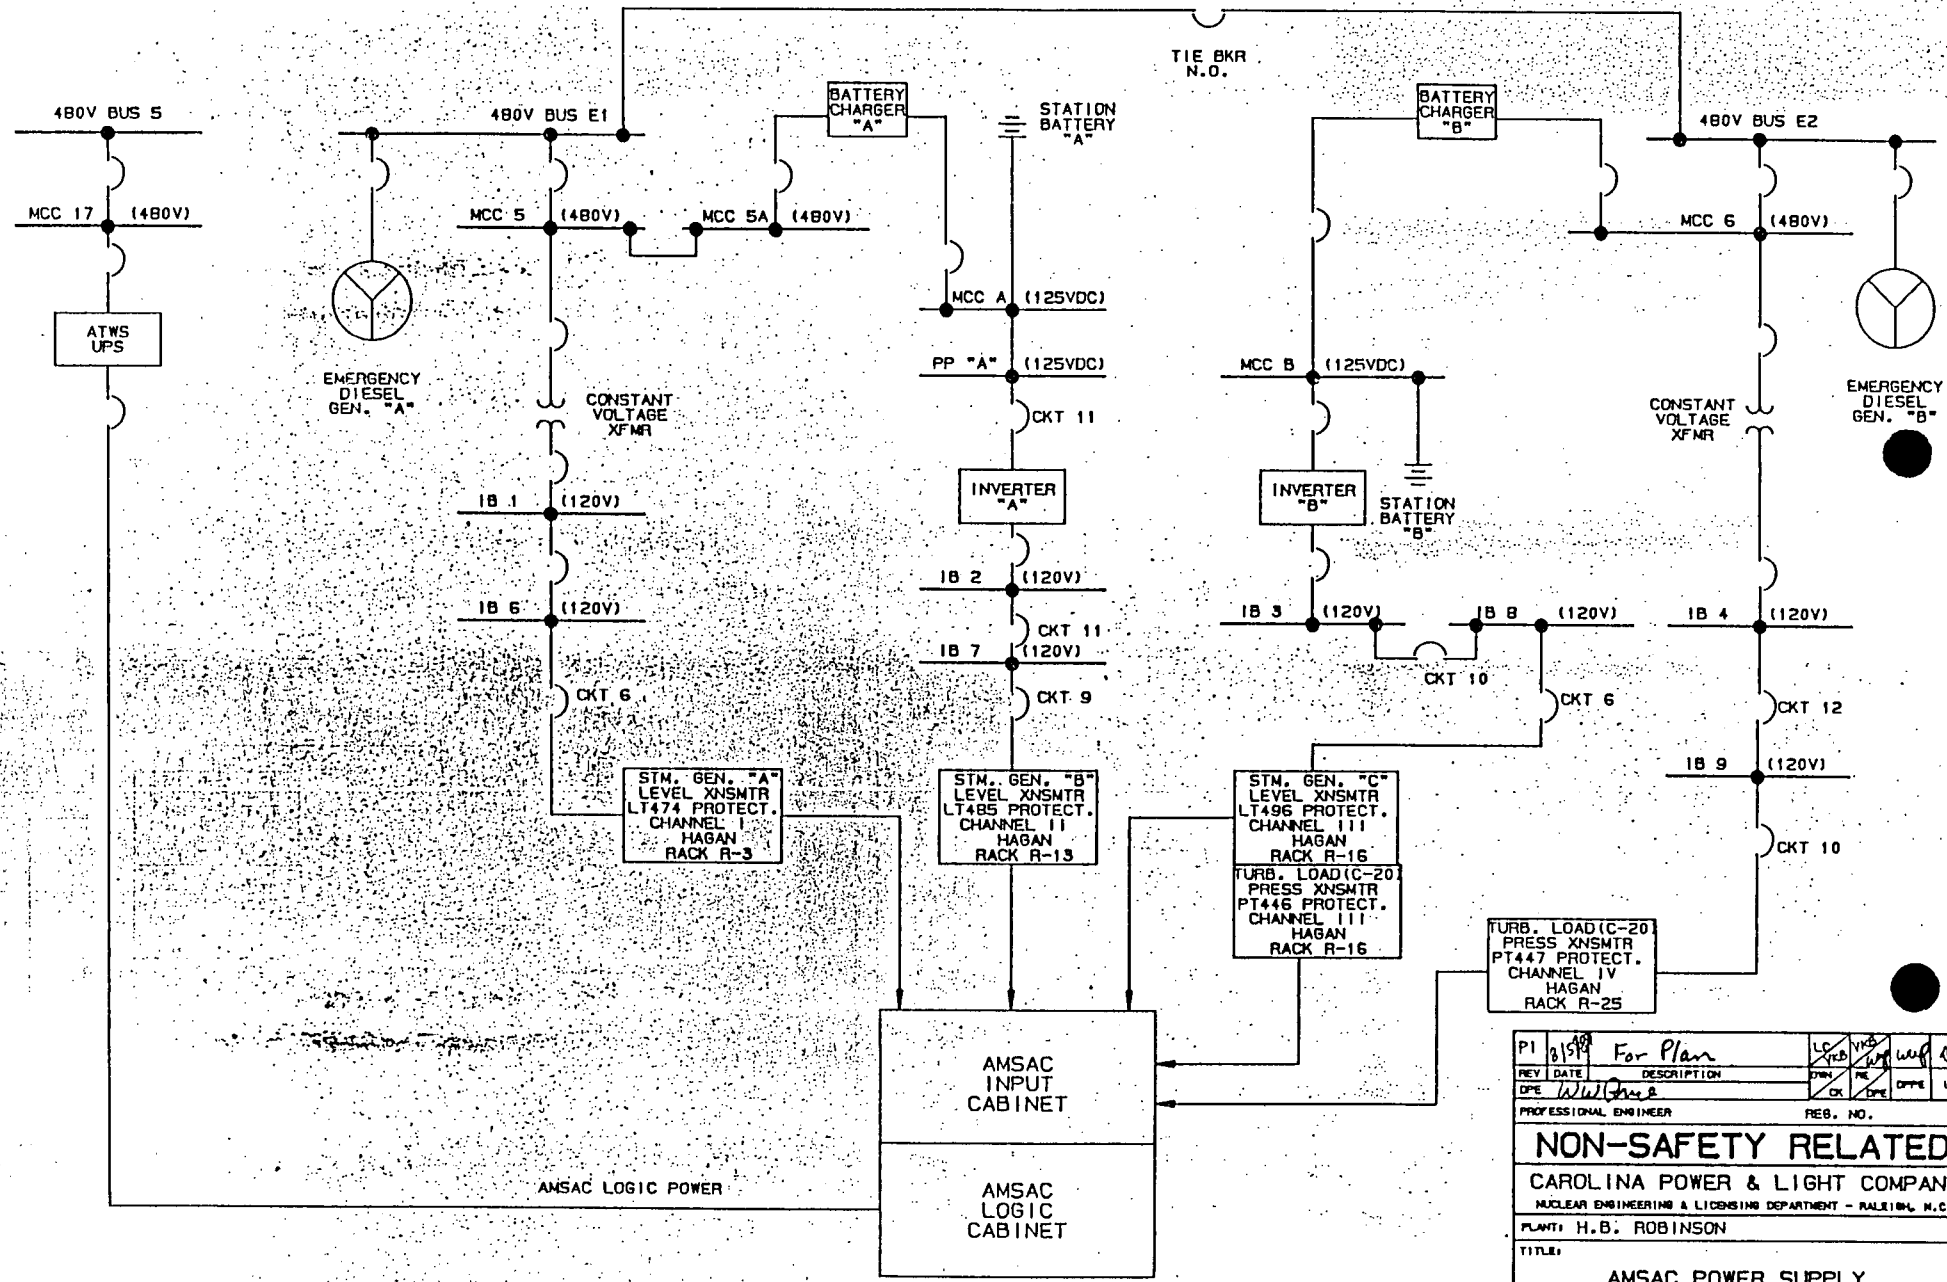 TIE BKR
N.O.
480V BUS 5
480V BUS E1
BATTERY
CHARGER
"A"
STATION
BATTERY
"A"
BATTERY
CHARGER
"B"
480V BUS E2
MCC 17 (480V)
MCC 5 (480V)
MCC 5A (480V)
MCC 6 (480V)
ATWS
UPS
EMERGENCY
DIESEL
GEN. "A"
CONSTANT
VOLTAGE
XFMR
MCC A (125VDC)
PP "A" (125VDC)
CKT 11
MCC B (125VDC)
CONSTANT
VOLTAGE
XFMR
EMERGENCY
DIESEL
GEN. "B"
INVERTER
"A"
INVERTER
"B"
STATION
BATTERY
"B"
IB 1 (120V)
IB 6 (120V)
CKT 6
IB 2 (120V)
CKT 11
IB 7 (120V)
CKT 9
IB 3 (120V)
IB 8 (120V)
CKT 10
CKT 6
IB 4 (120V)
CKT 12
IB 9 (120V)
CKT 10
STM. GEN. "A"
LEVEL XNSMTR
LT474 PROTECT.
CHANNEL I
HAGAN
RACK R-3
STM. GEN. "B"
LEVEL XNSMTR
LT485 PROTECT.
CHANNEL II
HAGAN
RACK R-13
STM. GEN. "C"
LEVEL XNSMTR
LT496 PROTECT.
CHANNEL III
HAGAN
RACK R-16
TURB. LOAD(C-20)
PRESS XNSMTR
PT446 PROTECT.
CHANNEL III
HAGAN
RACK R-16
TURB. LOAD(C-20)
PRESS XNSMTR
PT447 PROTECT.
CHANNEL IV
HAGAN
RACK R-25
AMSAC
INPUT
CABINET
AMSAC LOGIC POWER
AMSAC
LOGIC
CABINET
P1 For Plan
REV DATE DESCRIPTION
DPE
PROFESSIONAL ENGINEER REG. NO.
NON-SAFETY RELATED
CAROLINA POWER & LIGHT COMPAN
NUCLEAR ENGINEERING & LICENSING DEPARTMENT - RALEIGH, N.C
PLANT: H.B. ROBINSON
TITLE:
AMSAC POWER SUPPLY